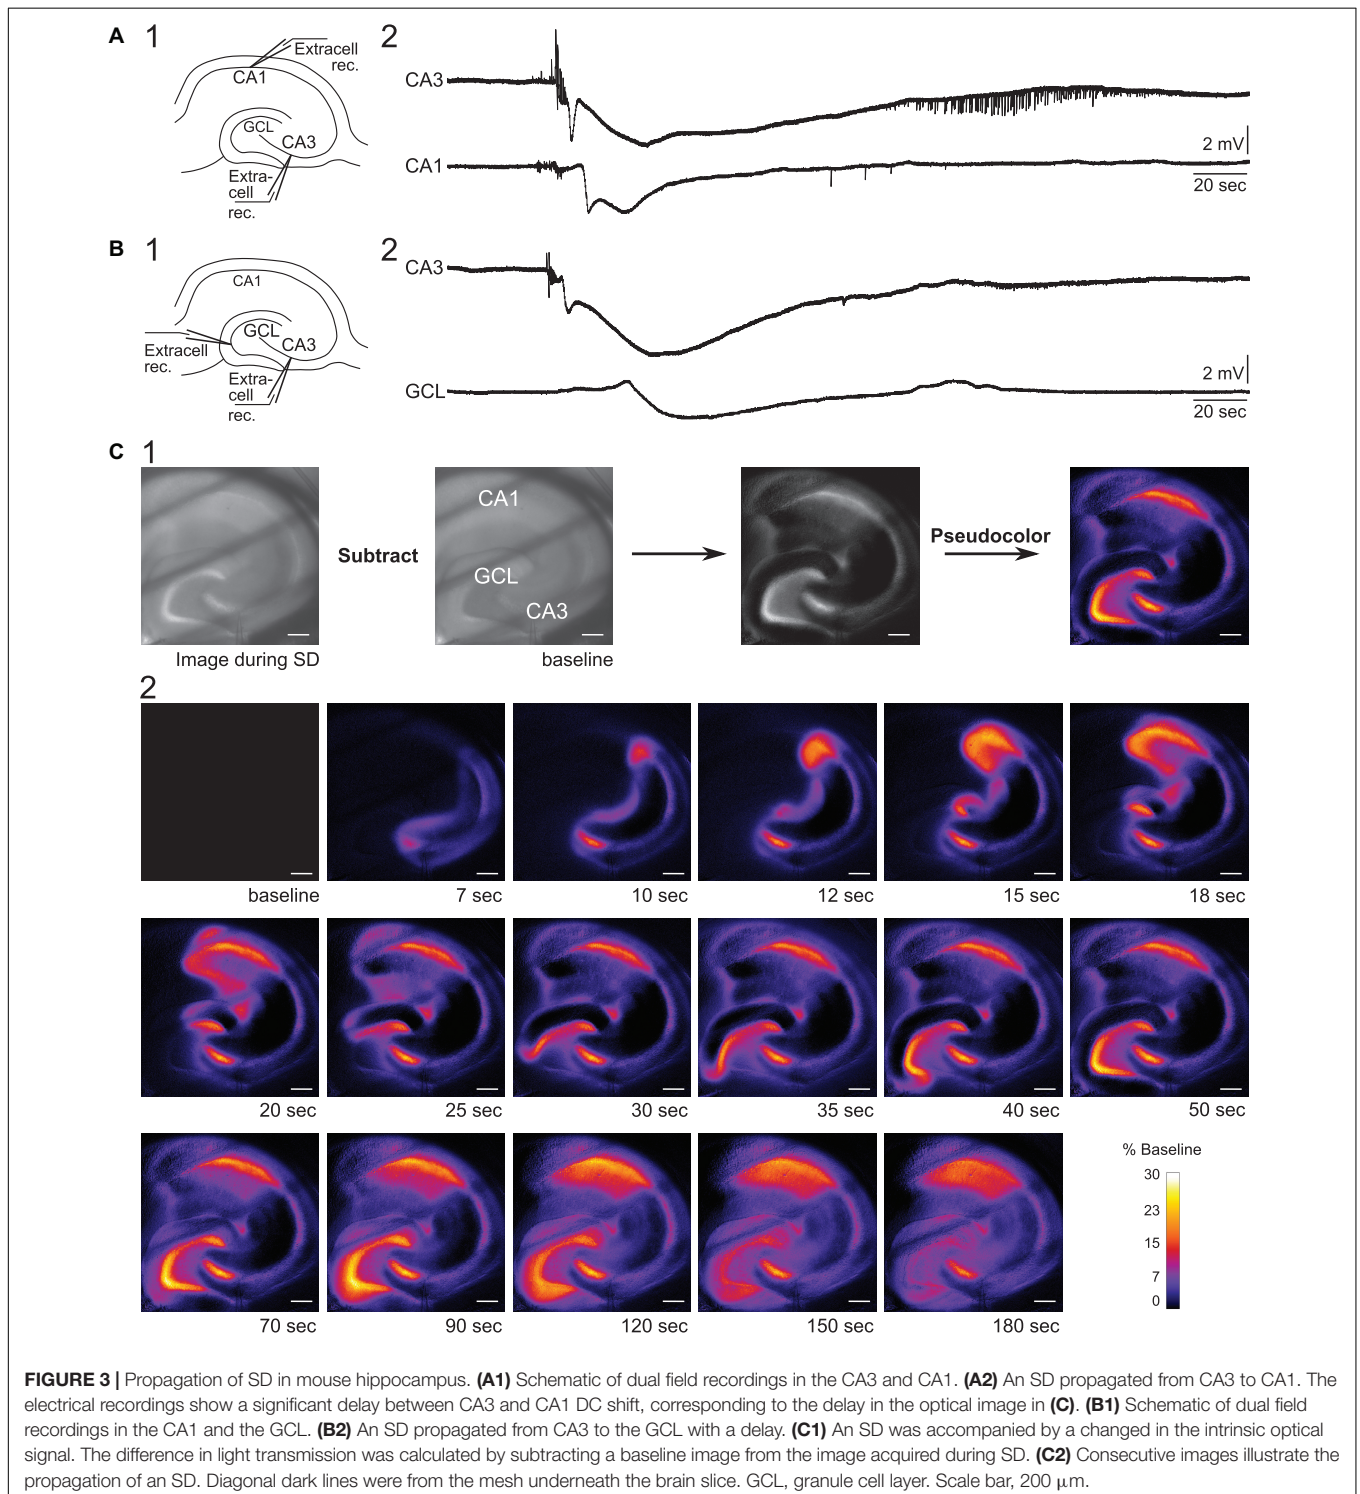 A 1
Extracell
rec.
CA1
GCL
CA3
Extra-
cell
rec.
2
CA3
CA1
2 mV
20 sec
B 1
CA1
GCL
CA3
Extracell
rec.
Extra-
cell
rec.
2
CA3
GCL
2 mV
20 sec
C 1
Image during SD
Subtract
CA1
GCL
CA3
baseline
Pseudocolor
2
baseline
7 sec
10 sec
12 sec
15 sec
18 sec
20 sec
25 sec
30 sec
35 sec
40 sec
50 sec
70 sec
90 sec
120 sec
150 sec
180 sec
% Baseline
30
23
15
7
0
FIGURE 3 | Propagation of SD in mouse hippocampus. (A1) Schematic of dual field recordings in the CA3 and CA1. (A2) An SD propagated from CA3 to CA1. The
electrical recordings show a significant delay between CA3 and CA1 DC shift, corresponding to the delay in the optical image in (C). (B1) Schematic of dual field
recordings in the CA1 and the GCL. (B2) An SD propagated from CA3 to the GCL with a delay. (C1) An SD was accompanied by a changed in the intrinsic optical
signal. The difference in light transmission was calculated by subtracting a baseline image from the image acquired during SD. (C2) Consecutive images illustrate the
propagation of an SD. Diagonal dark lines were from the mesh underneath the brain slice. GCL, granule cell layer. Scale bar, 200 μm.